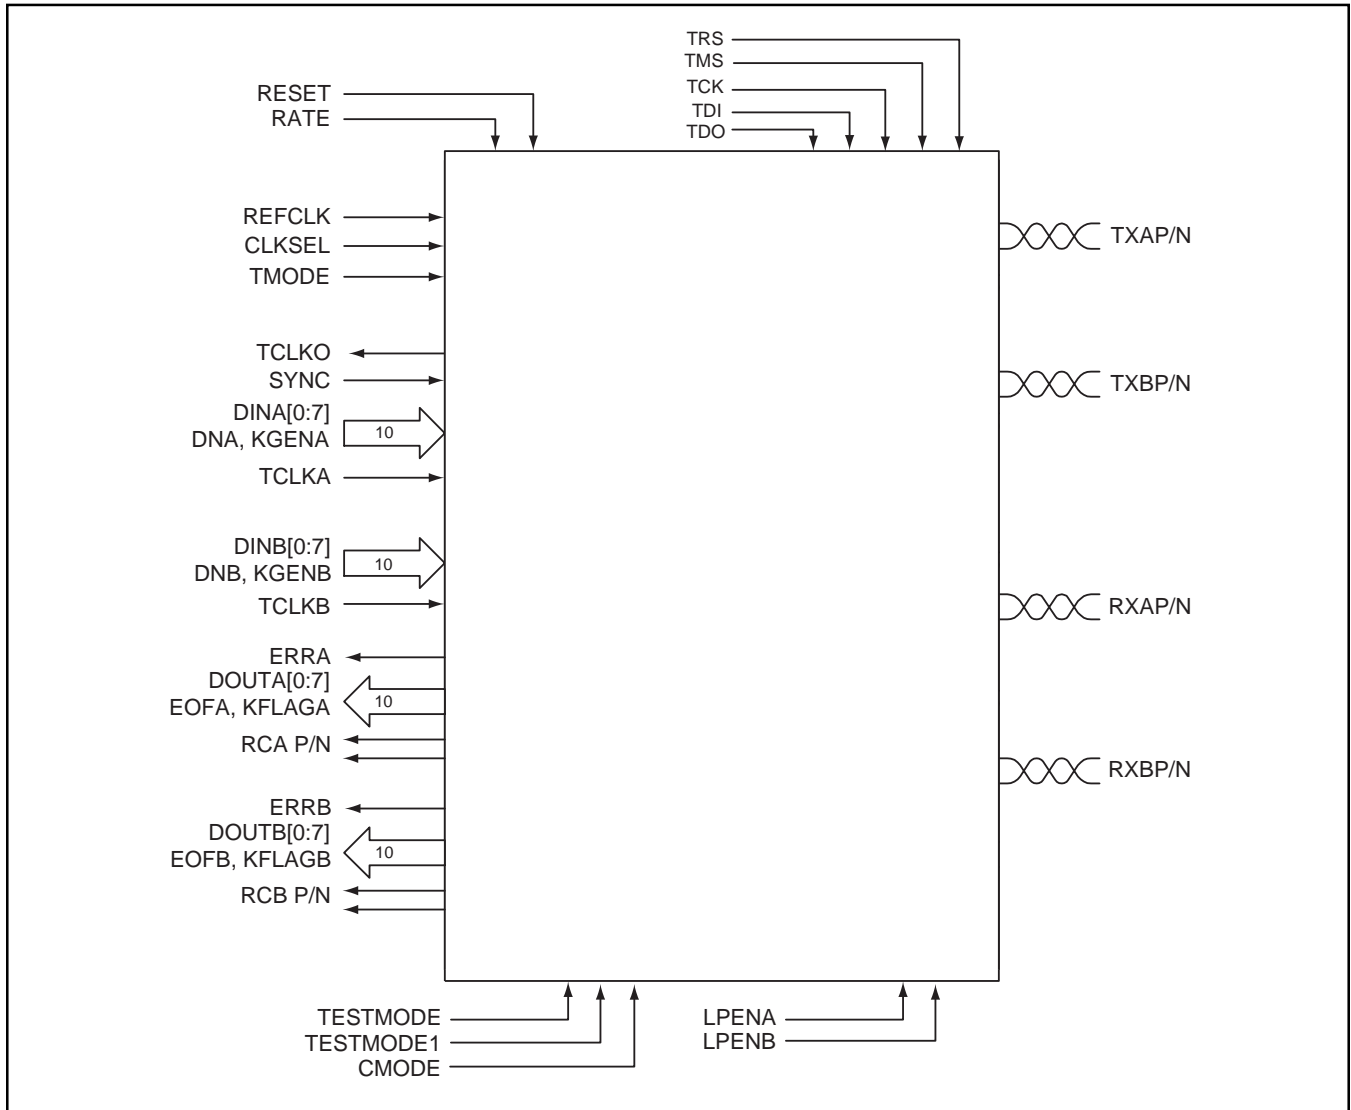 TRS
TMS
TCK
TDI
TDO
RESET
RATE
REFCLK
CLKSEL
TMODE
TCLKO
SYNC
DINA[0:7]
DNA, KGENA
10
TCLKA
DINB[0:7]
DNB, KGENB
10
TCLKB
ERRA
DOUTA[0:7]
EOFA, KFLAGA
10
RCA P/N
ERRB
DOUTB[0:7]
EOFB, KFLAGB
10
RCB P/N
TXAP/N
TXBP/N
RXAP/N
RXBP/N
TESTMODE
TESTMODE1
CMODE
LPENA
LPENB